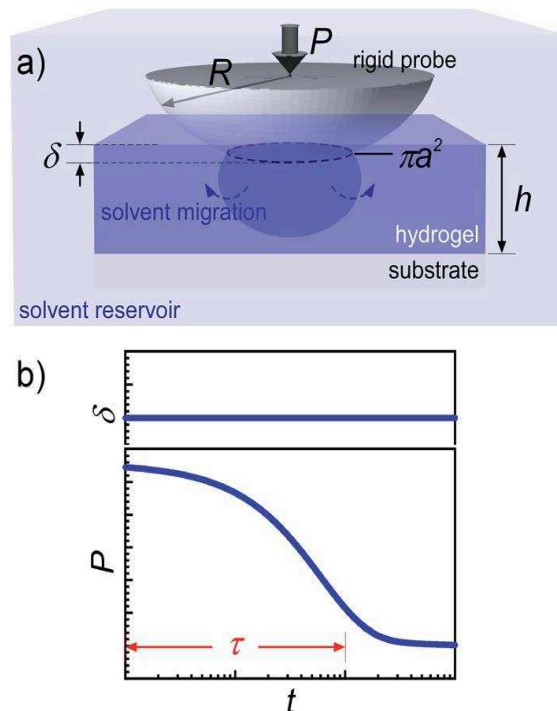 a)
P
rigid probe
R
δ
πa²
solvent migration
h
hydrogel
substrate
solvent reservoir
b)
δ
P
τ
t